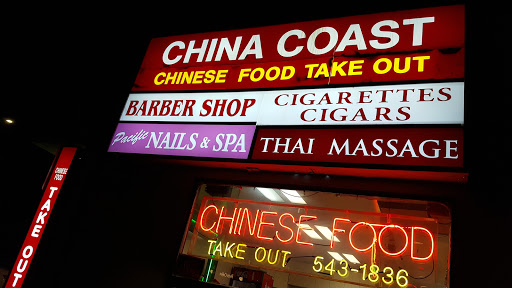 CHINA COAST
CHINESE FOOD TAKE OUT
BARBER SHOP
CIGARETTES
CIGARS
Pacific NAILS & SPA
THAI MASSAGE
CHINESE FOOD
TAKE OUT
CHINESE FOOD
TAKE OUT 543-1836